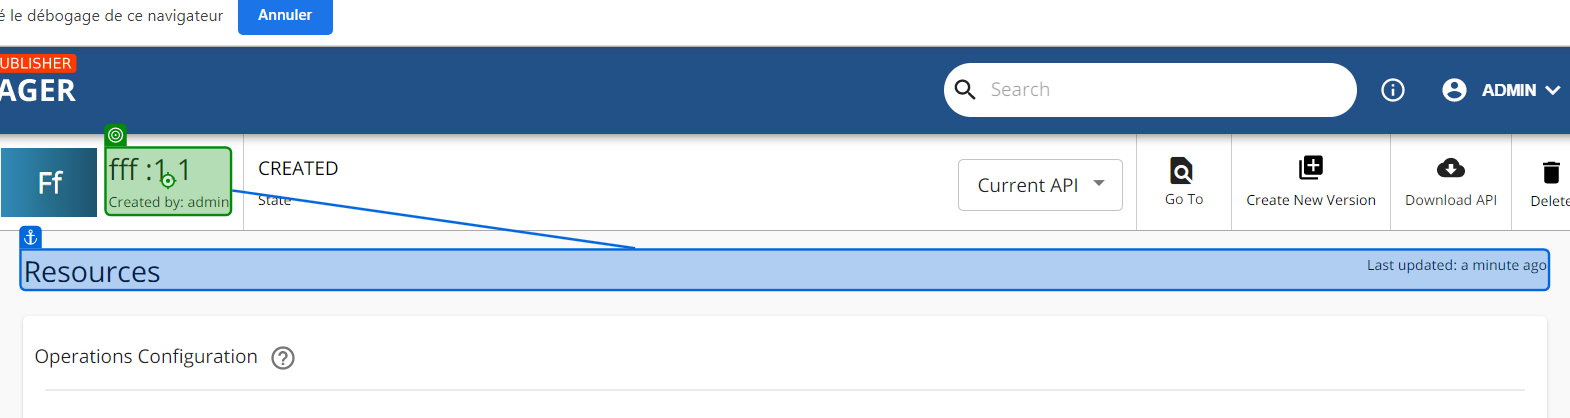 é le débogage de ce navigateur
Annuler
UBLISHER
AGER
Search
ADMIN
Ff
fff :1.1
Created by: admin
CREATED
State
Current API
Go To
Create New Version
Download API
Delete
Resources
Last updated: a minute ago
Operations Configuration